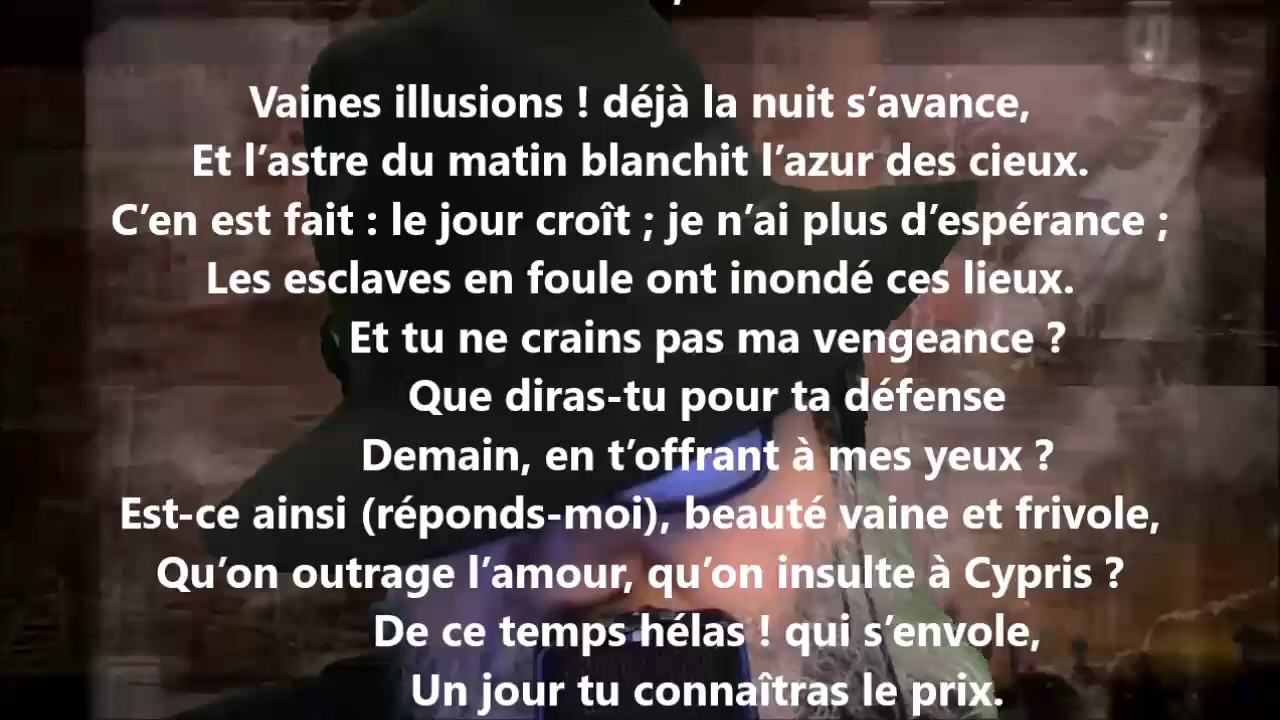 Vaines illusions ! déjà la nuit s’avance,
Et l’astre du matin blanchit l’azur des cieux.
C’en est fait : le jour croît ; je n’ai plus d’espérance ;
Les esclaves en foule ont inondé ces lieux.
Et tu ne crains pas ma vengeance ?
Que diras-tu pour ta défense
Demain, en t’offrant à mes yeux ?
Est-ce ainsi (réponds-moi), beauté vaine et frivole,
Qu’on outrage l’amour, qu’on insulte à Cypris ?
De ce temps hélas ! qui s’envole,
Un jour tu connaîtras le prix.